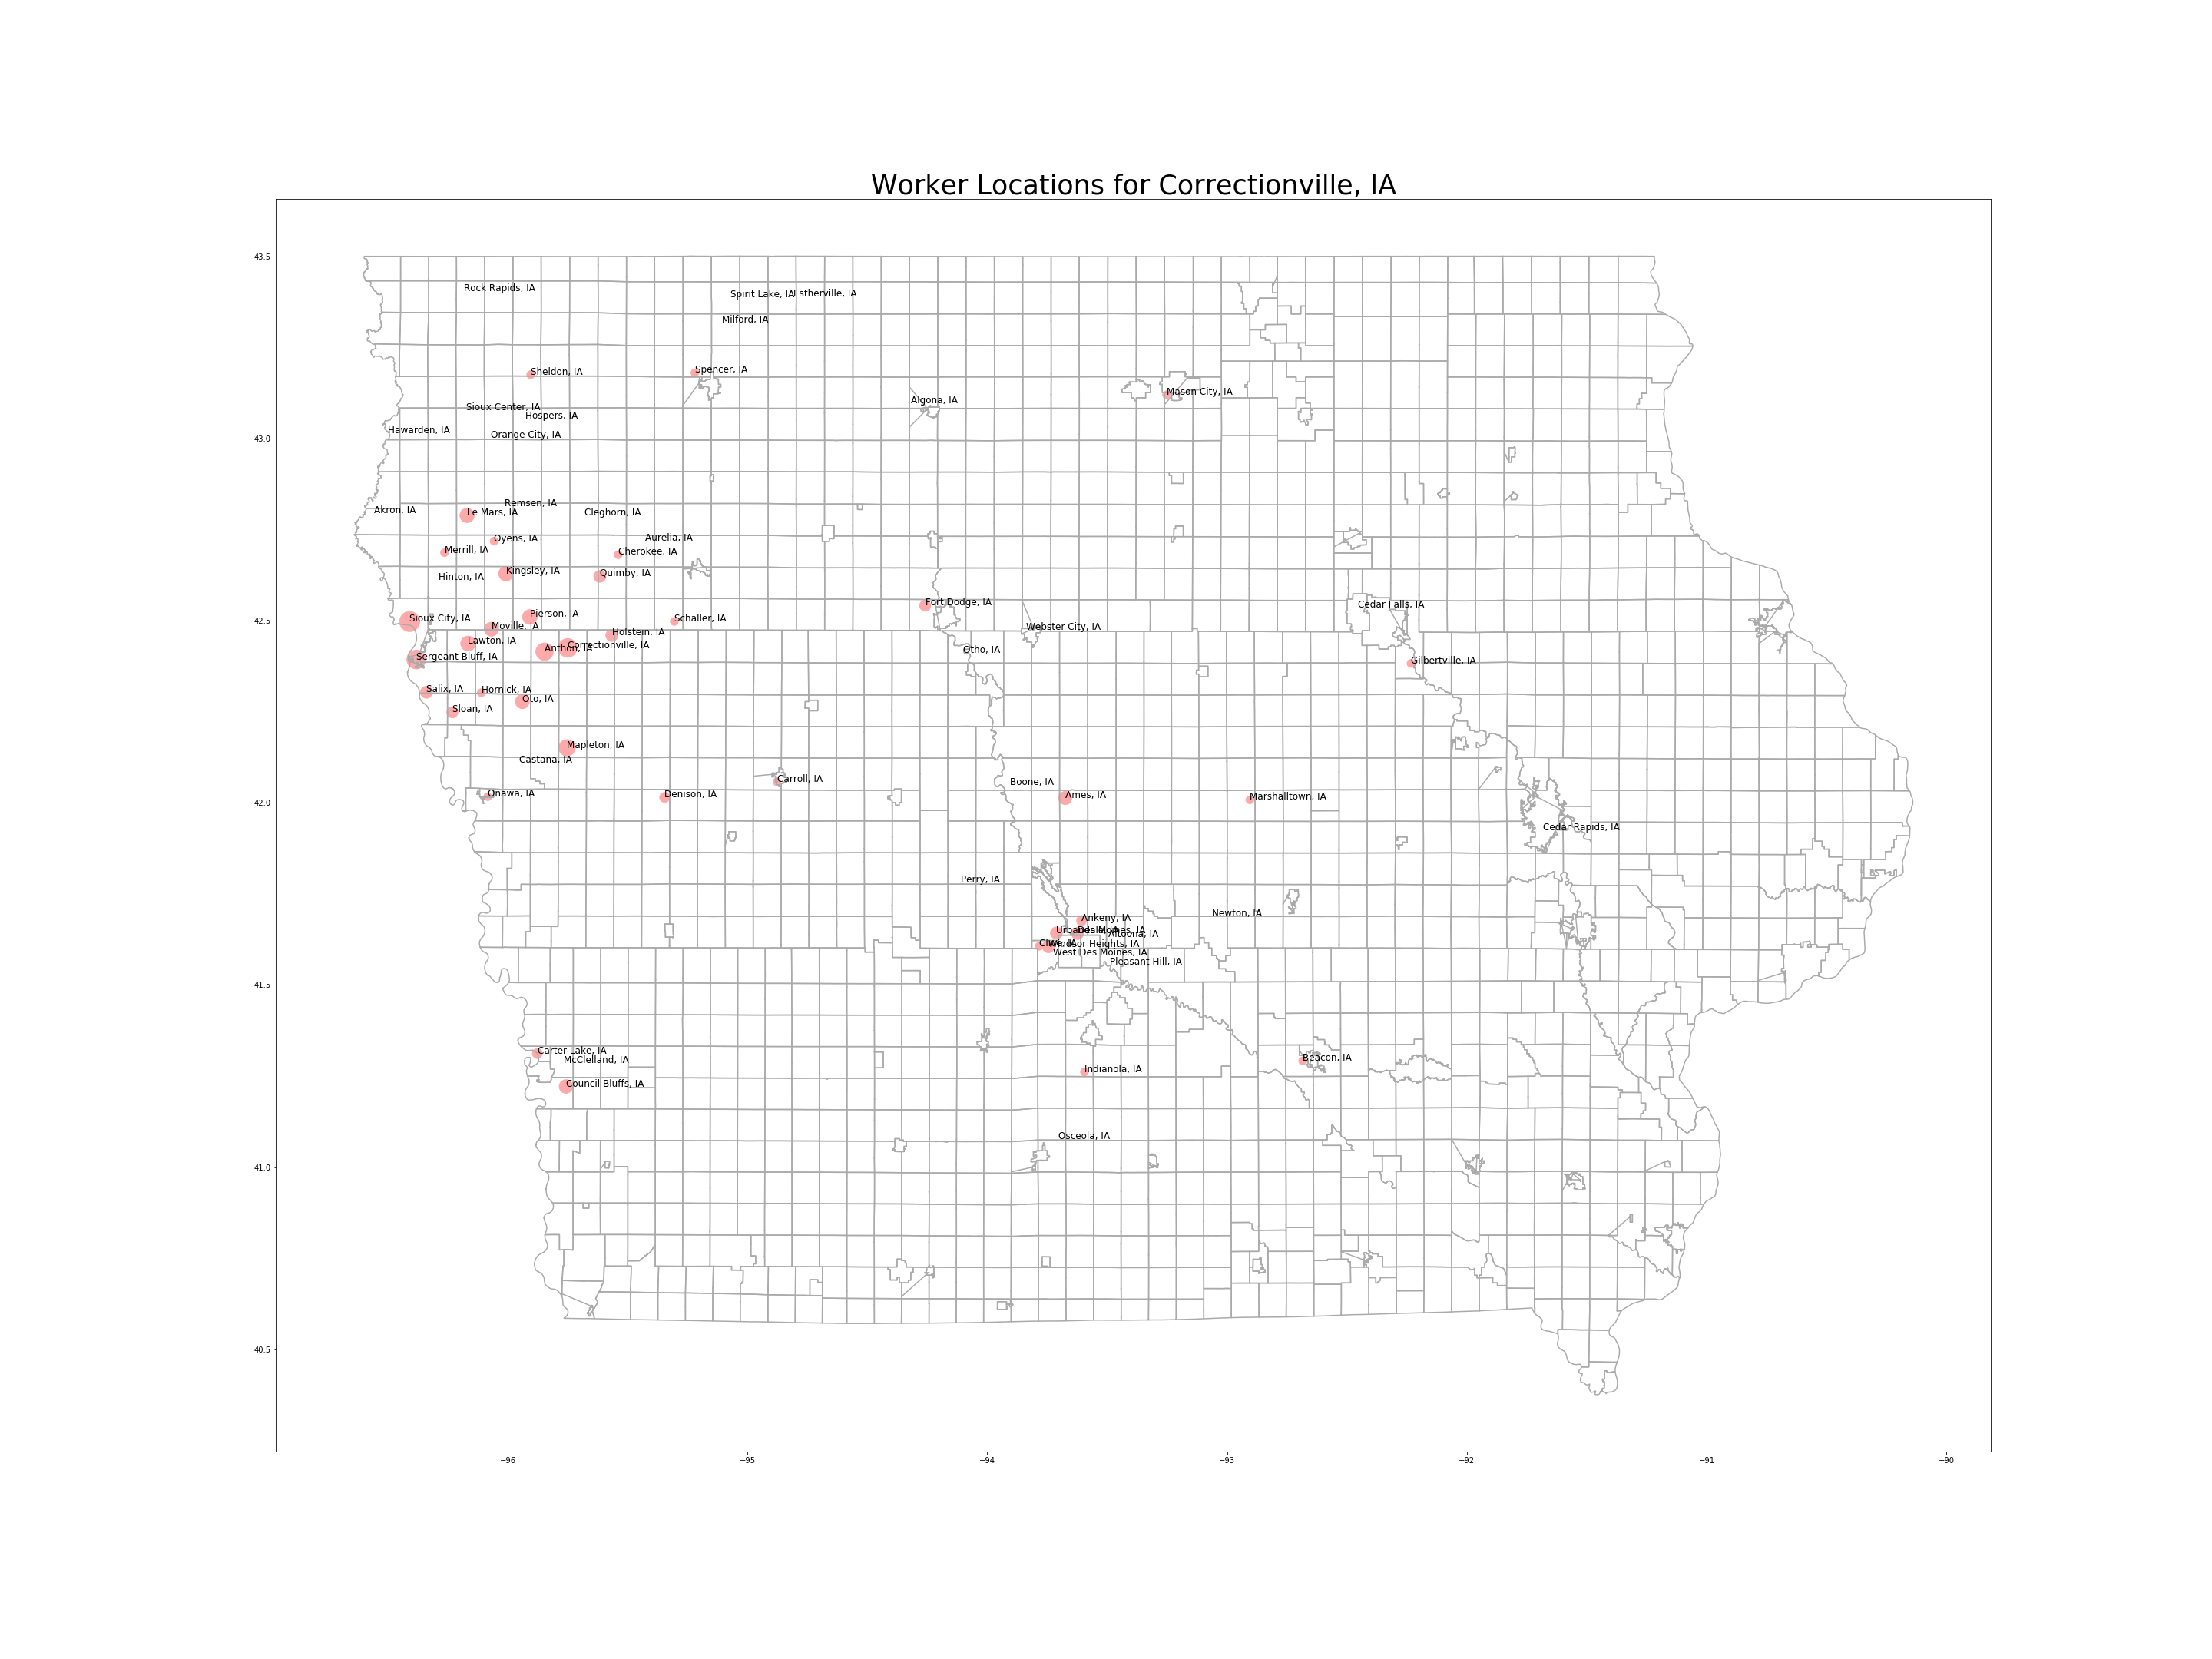 Worker Locations for Correctionville, IA
43.5
Rock Rapids, IA
Spirit Lake, IA
Estherville, IA
Milford, IA
Sheldon, IA
Spencer, IA
Mason City, IA
Algona, IA
Sioux Center, IA
Hospers, IA
Hawarden, IA
Orange City, IA
43.0
Remsen, IA
Akron, IA
Le Mars, IA
Cleghorn, IA
Oyens, IA
Aurelia, IA
Merrill, IA
Cherokee, IA
Kingsley, IA
Hinton, IA
Quimby, IA
Fort Dodge, IA
Cedar Falls, IA
Pierson, IA
Sioux City, IA
42.5
Schaller, IA
Moville, IA
Webster City, IA
Holstein, IA
Lawton, IA
Anthon, IA
Correctionville, IA
Otho, IA
Sergeant Bluff, IA
Gilbertville, IA
Salix, IA
Hornick, IA
Oto, IA
Sloan, IA
Mapleton, IA
Castana, IA
Carroll, IA
Boone, IA
Onawa, IA
Denison, IA
Ames, IA
Marshalltown, IA
42.0
Cedar Rapids, IA
Perry, IA
Newton, IA
Ankeny, IA
Urbandale, IA
Des Moines, IA
Altoona, IA
Clive, IA
Windsor Heights, IA
West Des Moines, IA
Pleasant Hill, IA
41.5
Carter Lake, IA
McClelland, IA
Beacon, IA
Indianola, IA
Council Bluffs, IA
Osceola, IA
41.0
40.5
−96
−95
−94
−93
−92
−91
−90